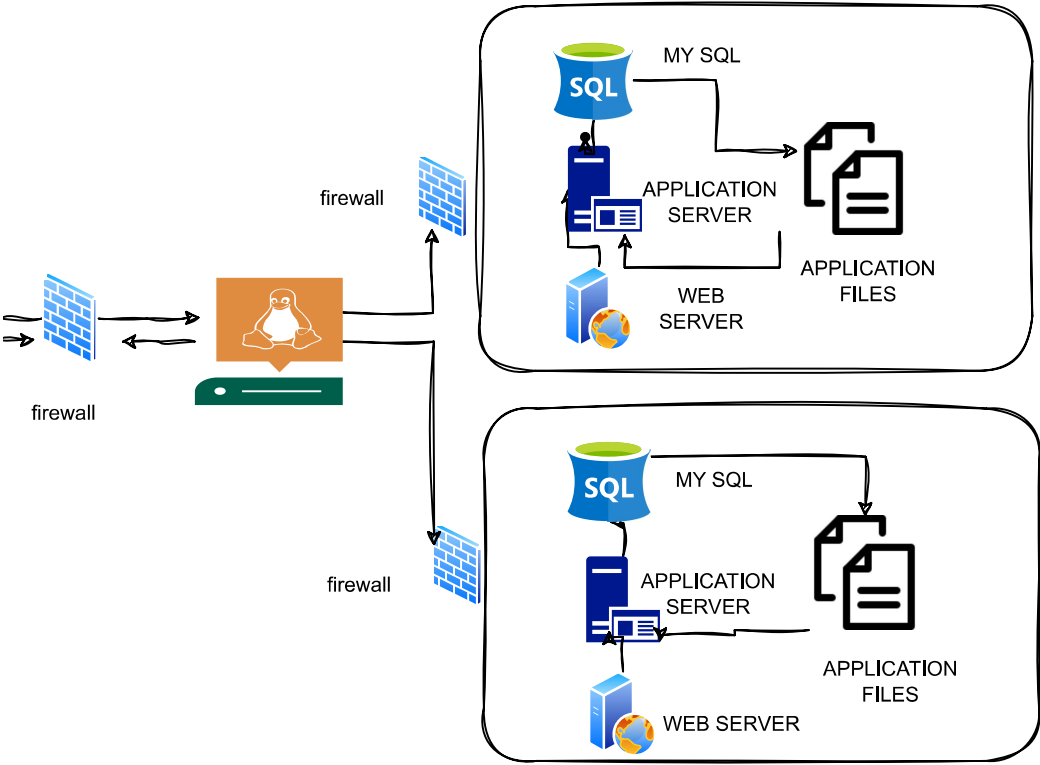 SQL
MY SQL
firewall
APPLICATION
SERVER
APPLICATION
FILES
WEB
SERVER
firewall
SQL
MY SQL
firewall
APPLICATION
SERVER
APPLICATION
FILES
WEB SERVER